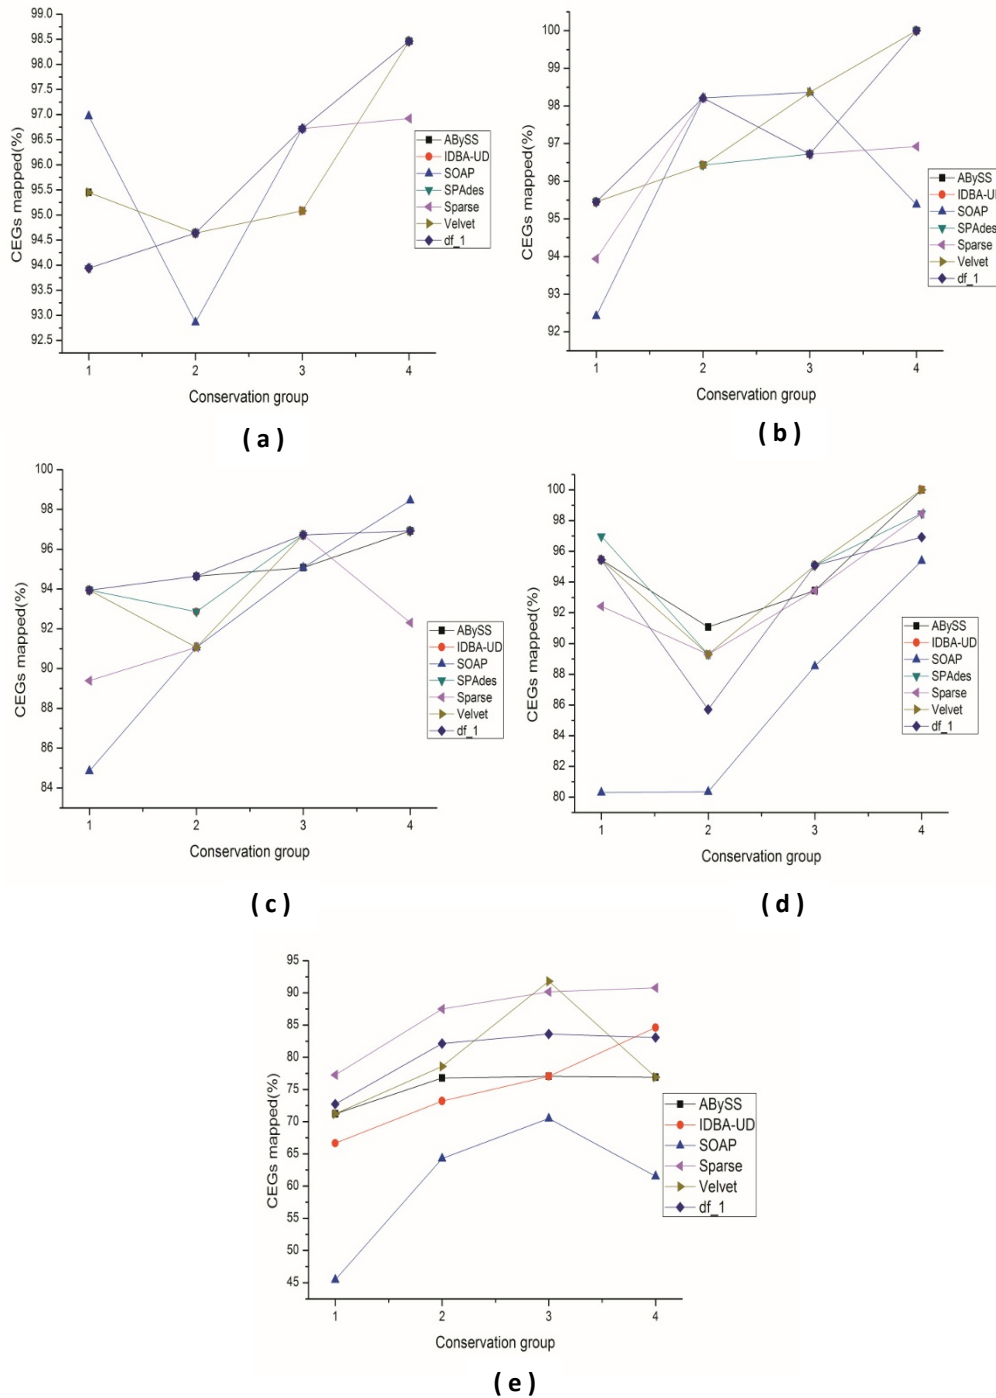 99.0
98.5
98.0
97.5
97.0
96.5
96.0
95.5
95.0
94.5
94.0
93.5
93.0
92.5
CEGs mapped(%)
1 2 3 4
Conservation group
ABySS
IDBA-UD
SOAP
SPAdes
Sparse
Velvet
df_1
( a )
100
99
98
97
96
95
94
93
92
CEGs mapped(%)
1 2 3 4
Conservation group
ABySS
IDBA-UD
SOAP
SPAdes
Sparse
Velvet
df_1
( b )
100
98
96
94
92
90
88
86
84
CEGs mapped(%)
1 2 3 4
Conservation group
ABySS
IDBA-UD
SOAP
SPAdes
Sparse
Velvet
df_1
( c )
100
98
96
94
92
90
88
86
84
82
80
CEGs mapped(%)
1 2 3 4
Conservation group
ABySS
IDBA-UD
SOAP
SPAdes
Sparse
Velvet
df_1
( d )
95
90
85
80
75
70
65
60
55
50
45
CEGs mapped(%)
1 2 3 4
Conservation group
ABySS
IDBA-UD
SOAP
Sparse
Velvet
df_1
( e )